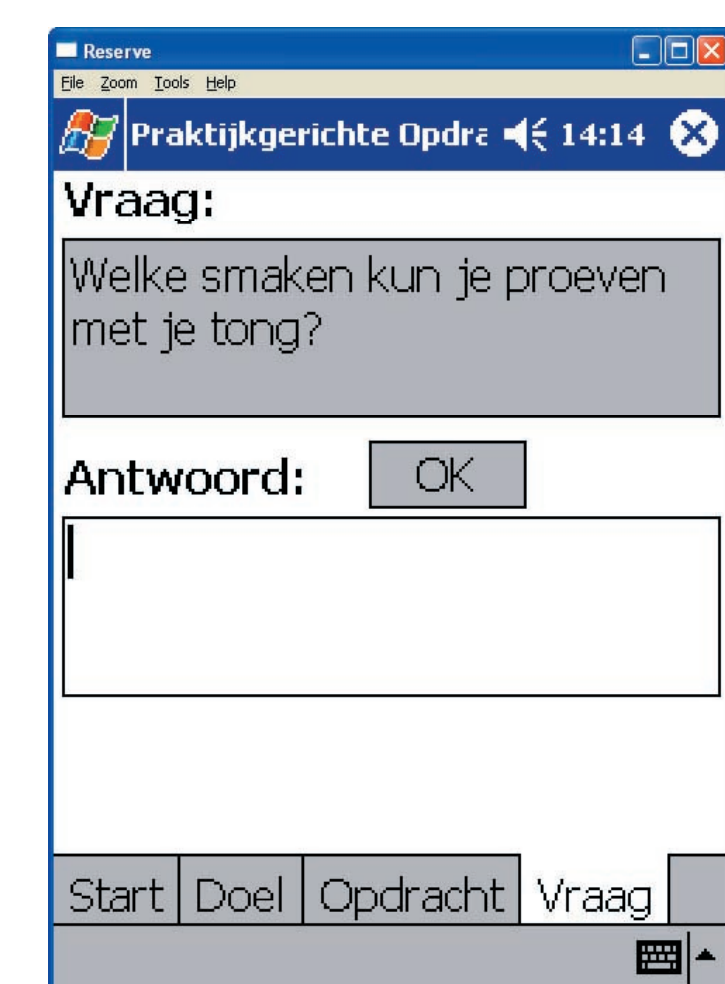 Reserve
File Zoom Tools Help
Praktijkgerichte Opdra 14:14
Vraag:
Welke smaken kun je proeven
met je tong?
Antwoord: OK
Start Doel Opdracht Vraag